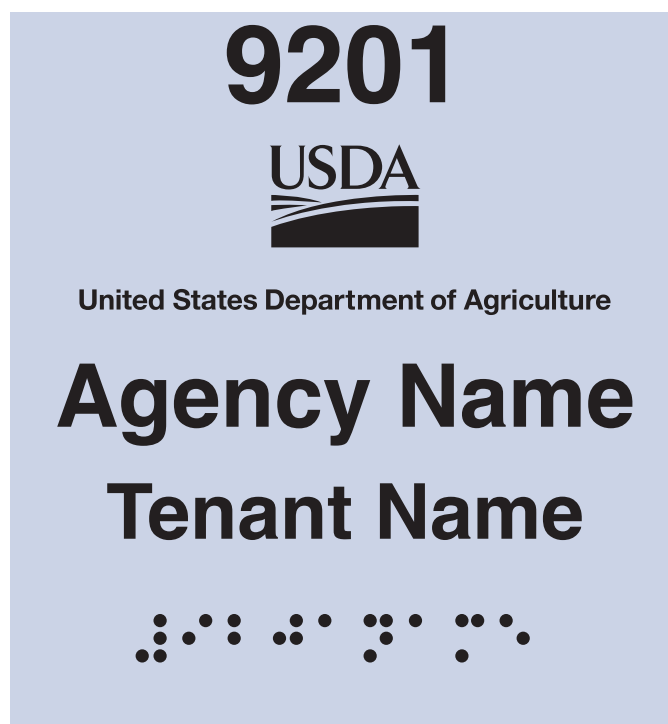 9201
USDA
United States Department of Agriculture
Agency Name
Tenant Name
⠼⠊⠃⠚⠁⠝⠁⠍⠑